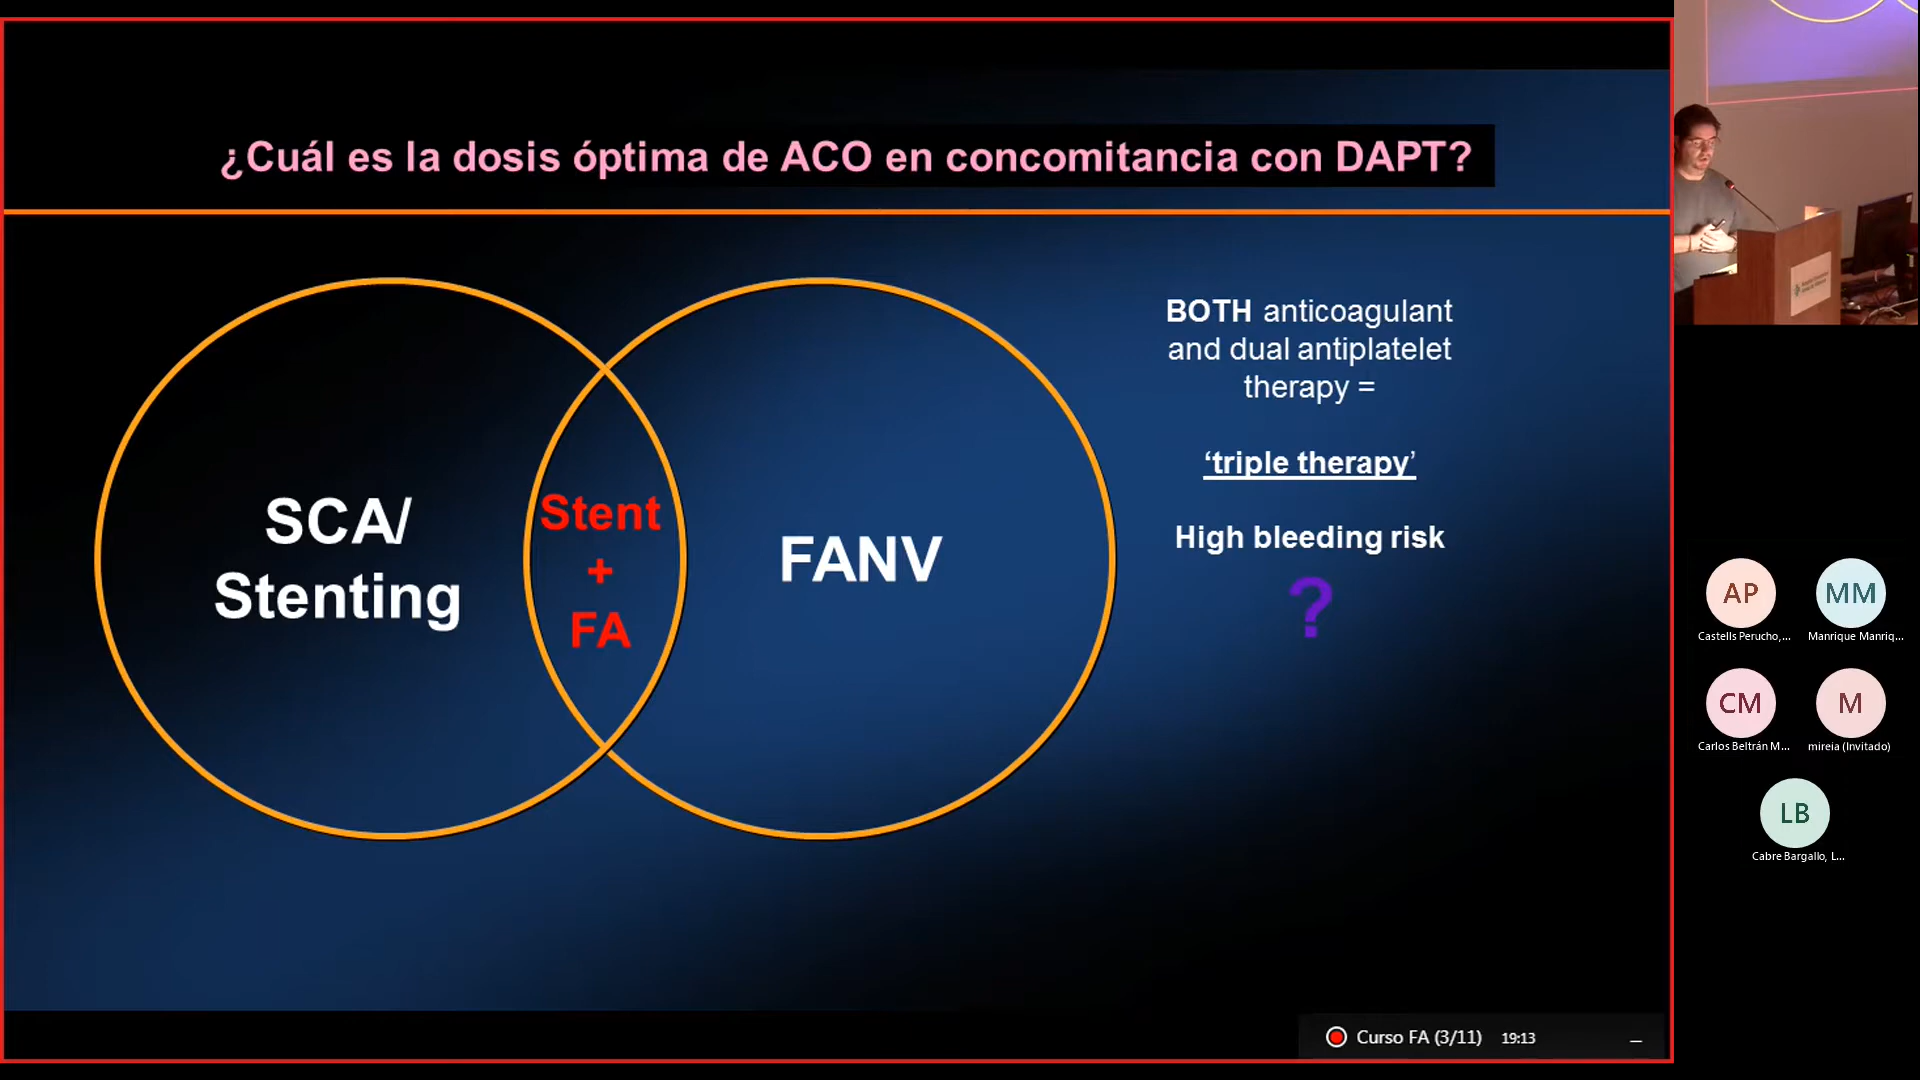 ¿Cuál es la dosis óptima de ACO en concomitancia con DAPT?
SCA/
Stenting
Stent
+
FA
FANV
BOTH anticoagulant
and dual antiplatelet
therapy =
‘triple therapy’
High bleeding risk
?
AP
Castells Perucho,...
MM
Manrique Manriq...
CM
Carlos Beltrán M...
M
mireia (Invitado)
LB
Cabre Bargallo, L...
Curso FA (3/11) 19:13